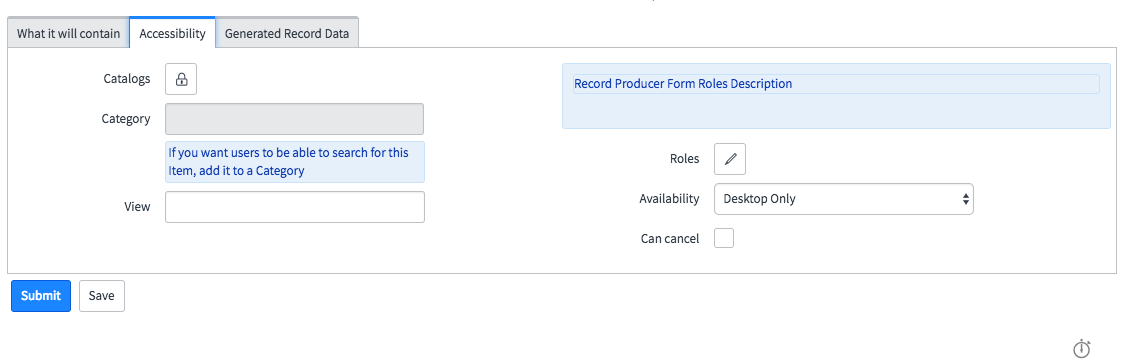 What it will contain
Accessibility
Generated Record Data
Catalogs
Category
If you want users to be able to search for this
Item, add it to a Category
View
Record Producer Form Roles Description
Roles
Availability
Desktop Only
Can cancel
Submit
Save